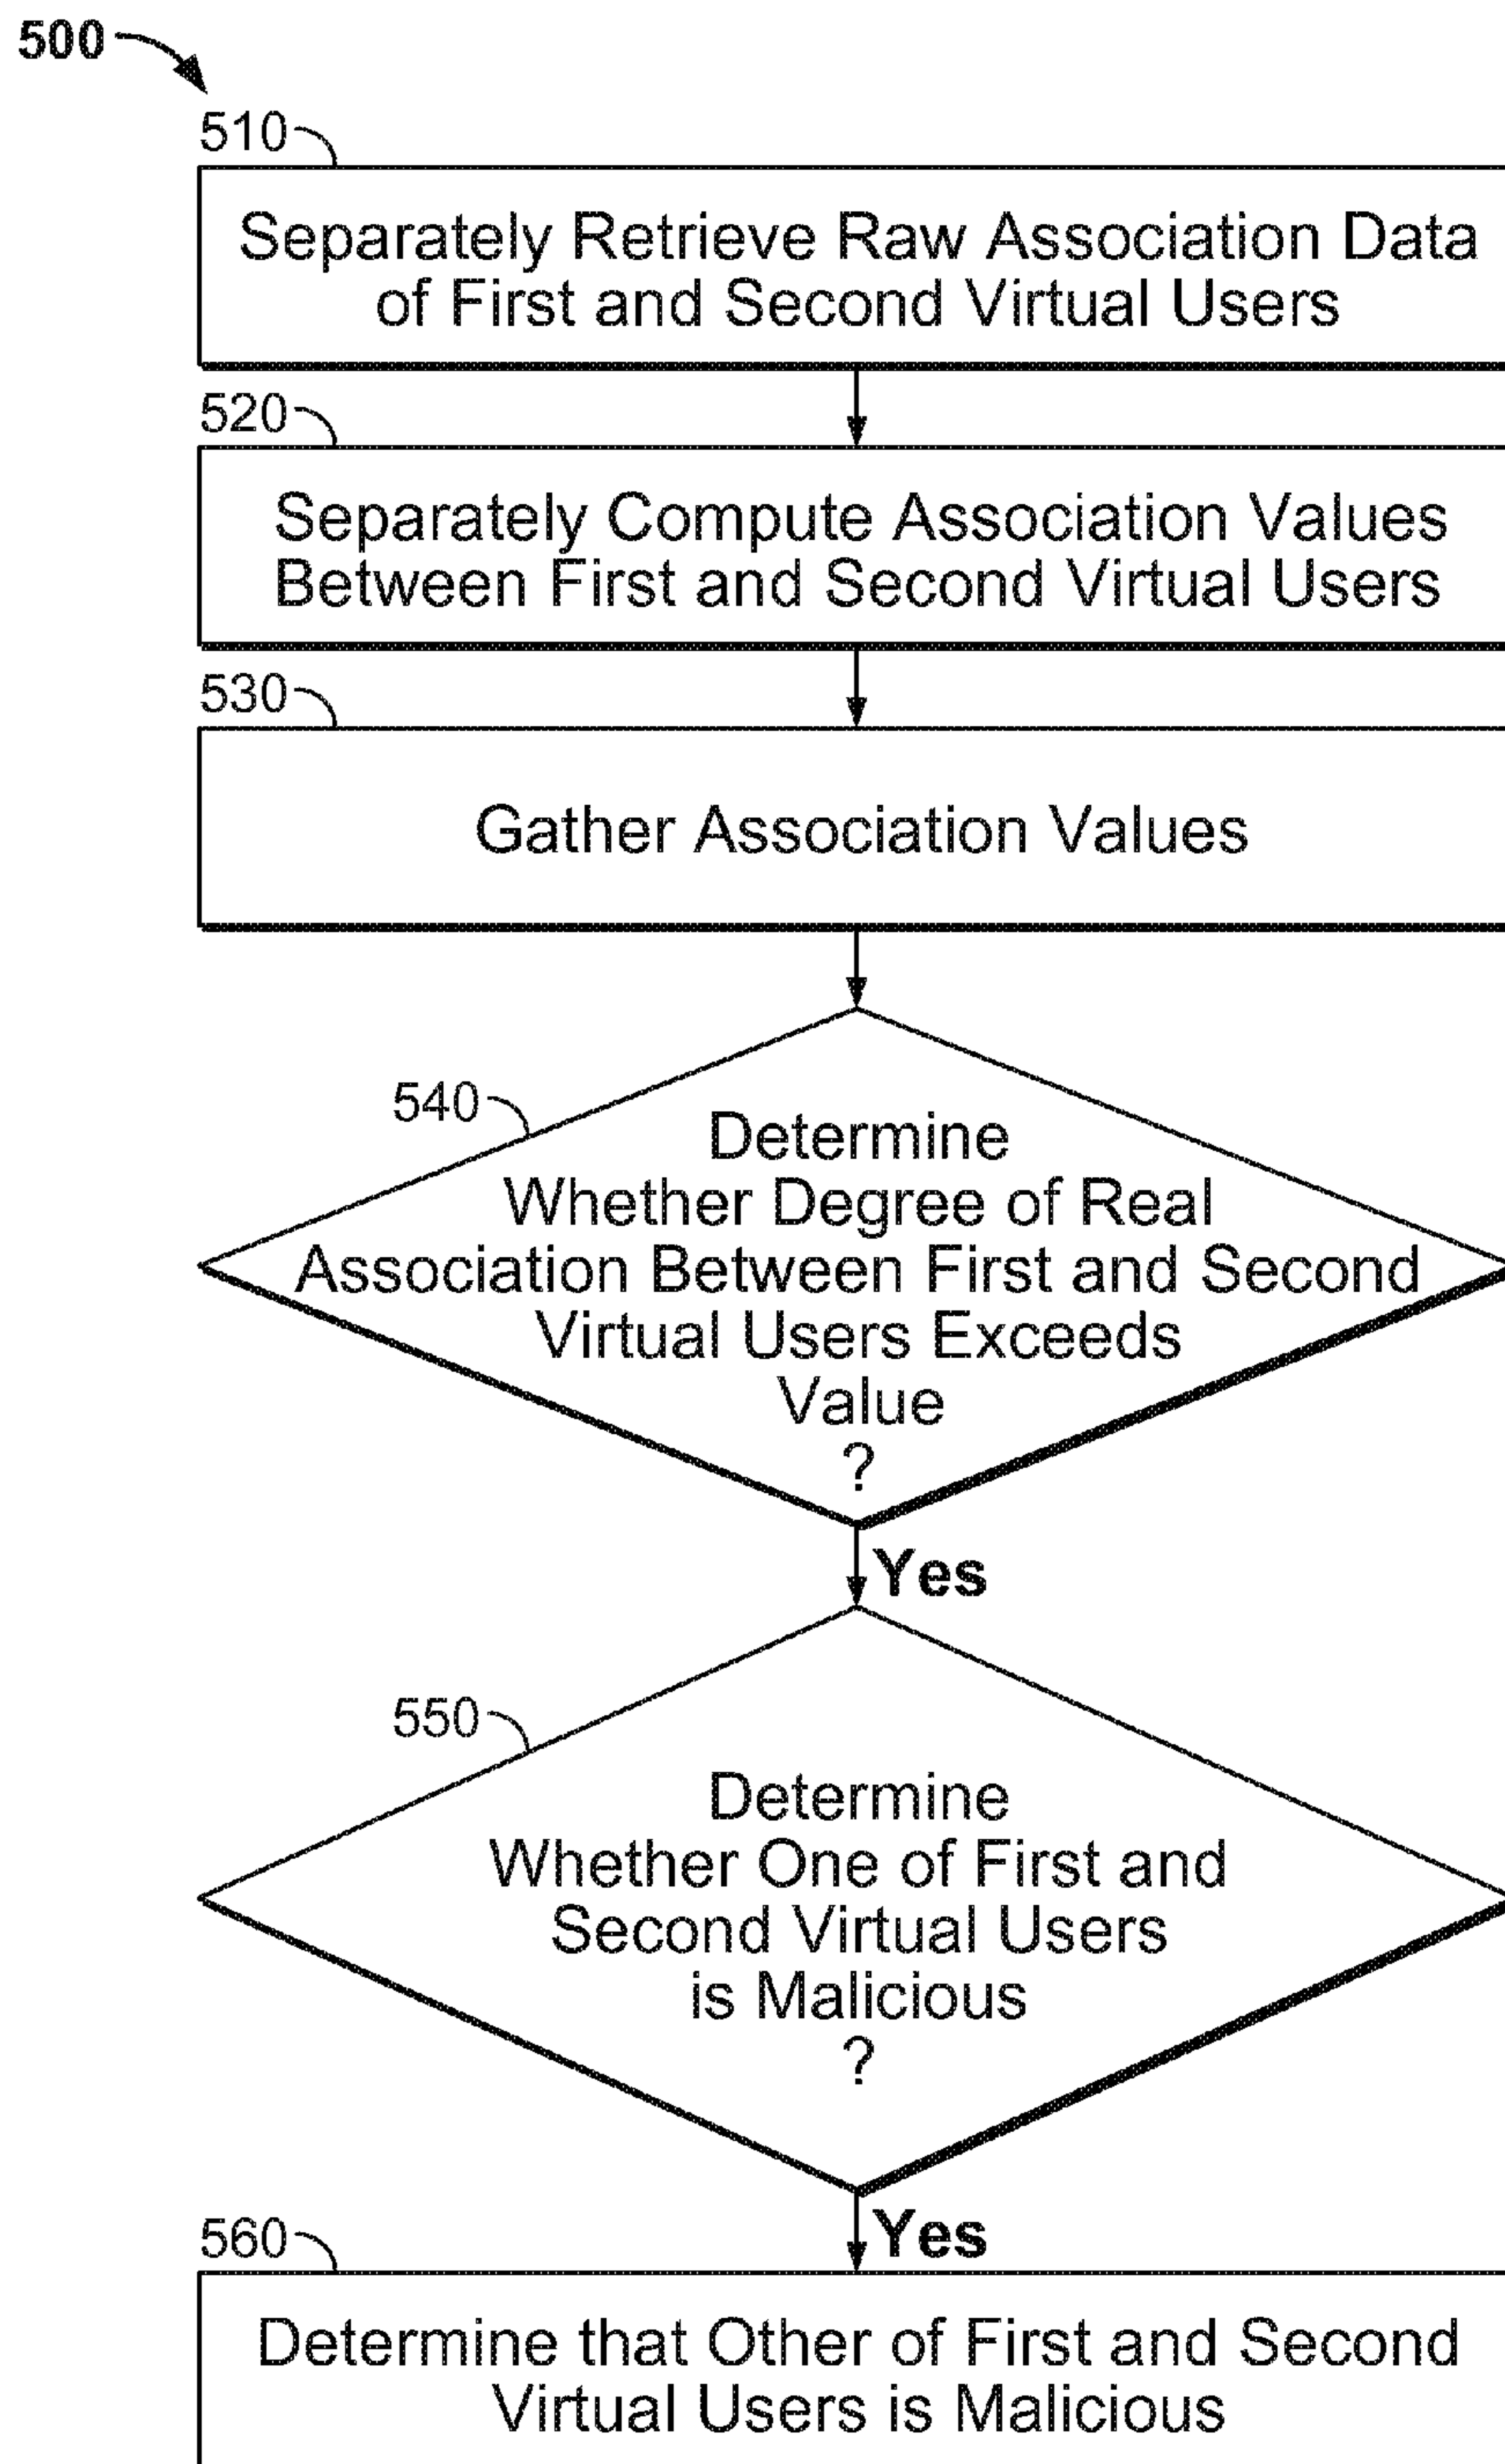 500
510
Separately Retrieve Raw Association Data
of First and Second Virtual Users
520
Separately Compute Association Values
Between First and Second Virtual Users
530
Gather Association Values
540
Determine
Whether Degree of Real
Association Between First and Second
Virtual Users Exceeds
Value
?
Yes
550
Determine
Whether One of First and
Second Virtual Users
is Malicious
?
Yes
560
Determine that Other of First and Second
Virtual Users is Malicious